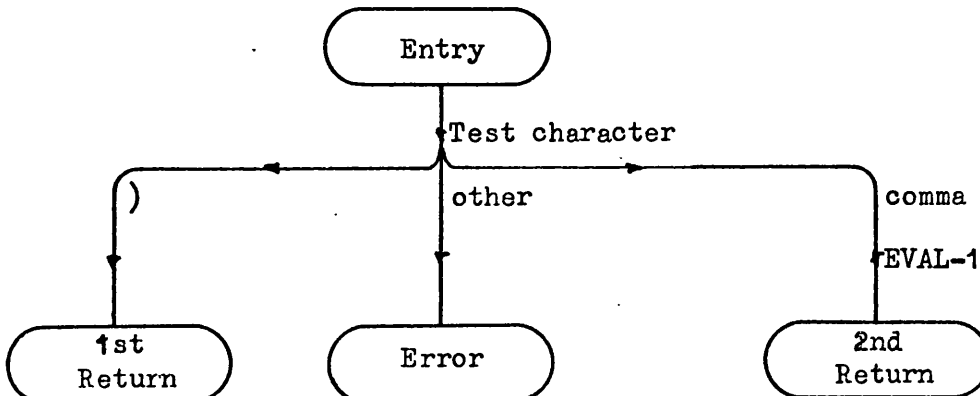 Entry
Test character
)
other
comma
EVAL-1
1st
Return
Error
2nd
Return